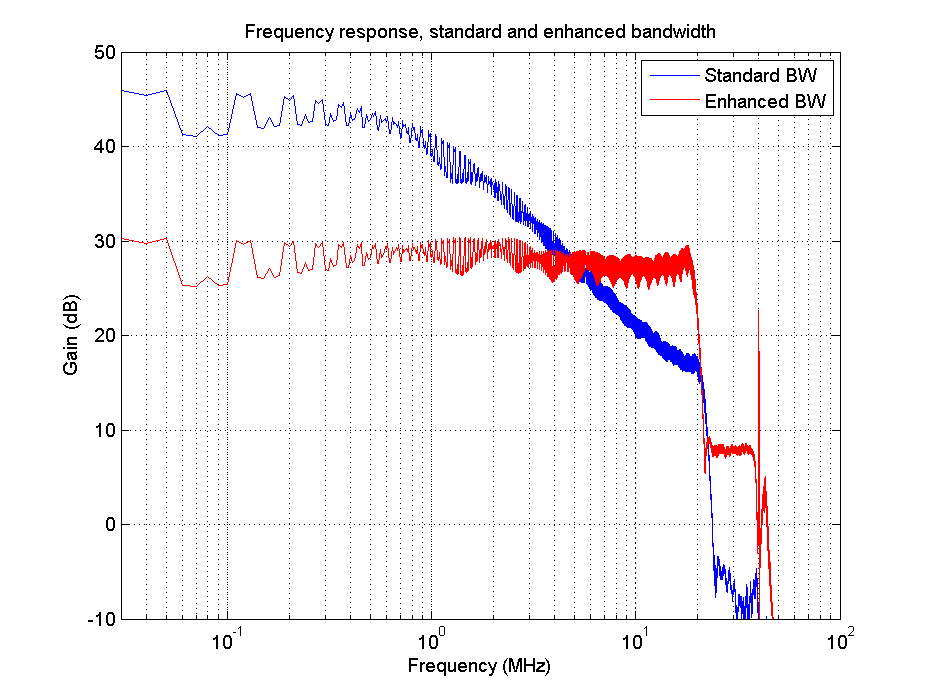 Frequency response, standard and enhanced bandwidth
Standard BW
Enhanced BW
50
40
30
20
10
0
-10
Gain (dB)
10^-1
10^0
10^1
10^2
Frequency (MHz)